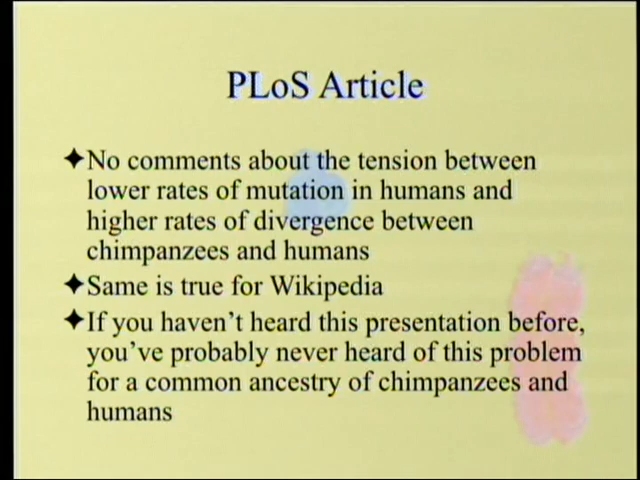 PLoS Article
✦No comments about the tension between
lower rates of mutation in humans and
higher rates of divergence between
chimpanzees and humans
✦Same is true for Wikipedia
✦If you haven’t heard this presentation before,
you’ve probably never heard of this problem
for a common ancestry of chimpanzees and
humans